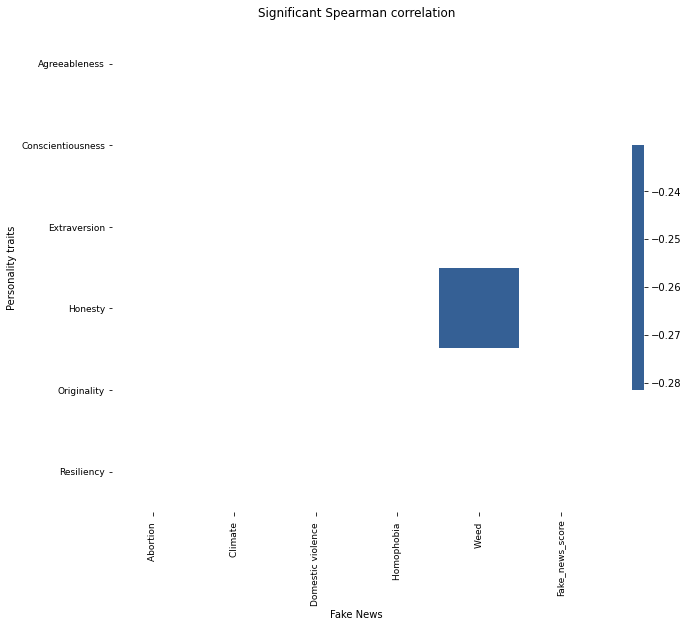 Significant Spearman correlation
Personality traits
Agreeableness
Conscientiousness
Extraversion
Honesty
Originality
Resiliency
−0.24
−0.25
−0.26
−0.27
−0.28
Abortion
Climate
Domestic violence
Homophobia
Weed
Fake_news_score
Fake News